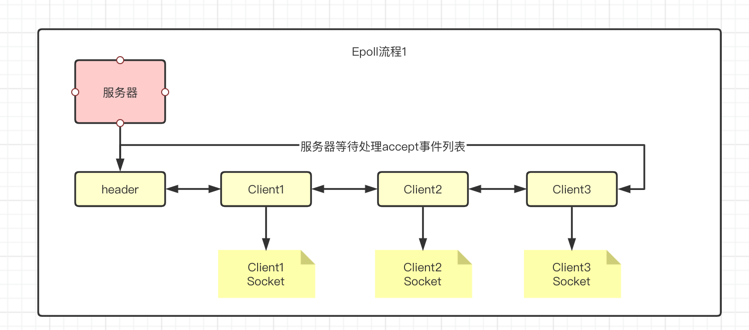 Epoll流程1
服务器
服务器等待处理accept事件列表
header
Client1
Client2
Client3
Client1
Socket
Client2
Socket
Client3
Socket